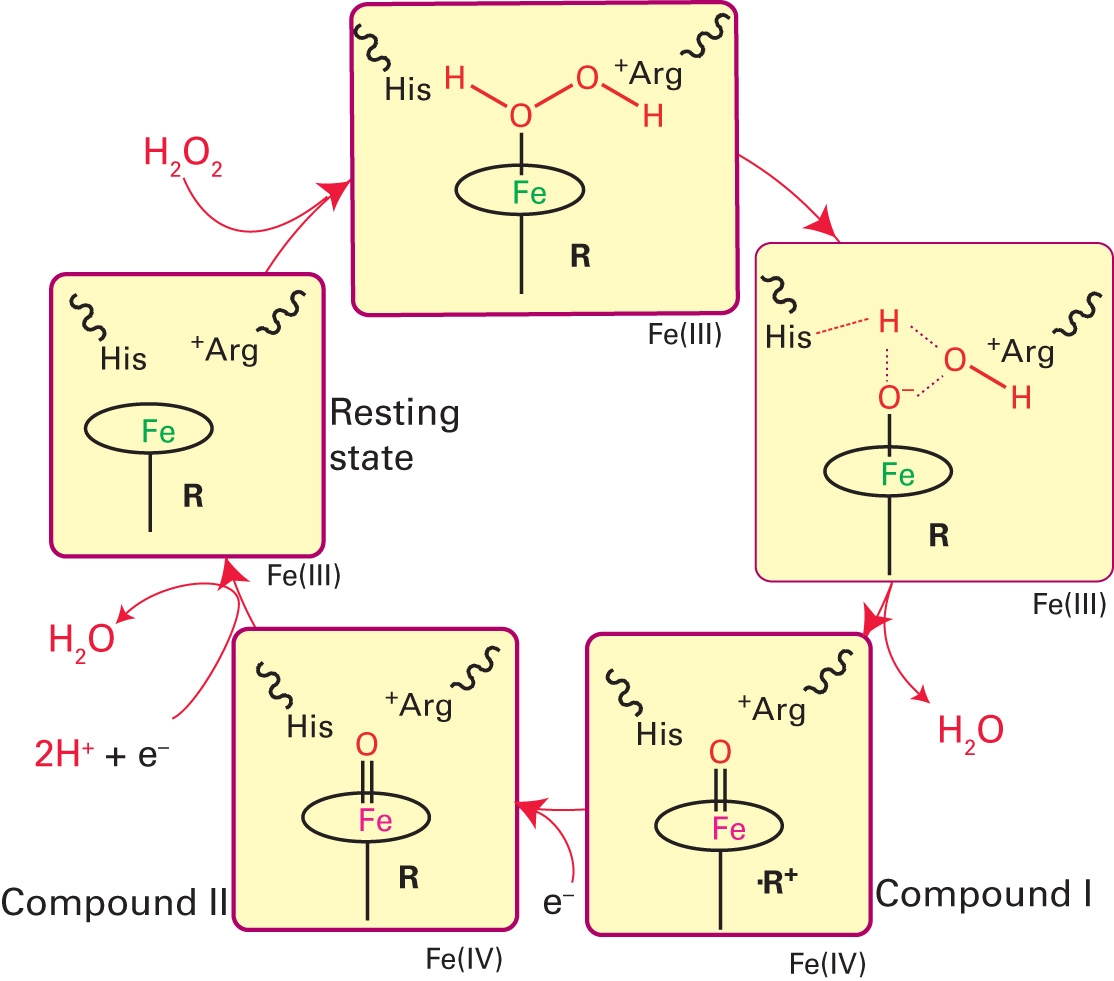 His
H
O
O
+Arg
H
Fe
R
Fe(III)
H2O2
His
H
O
+Arg
O–
H
Fe
R
Fe(III)
His
+Arg
Fe
R
Resting
state
Fe(III)
H2O
2H+ + e–
His
+Arg
O
Fe
R
Compound II
Fe(IV)
e–
His
+Arg
O
Fe
·R+
Compound I
Fe(IV)
H2O